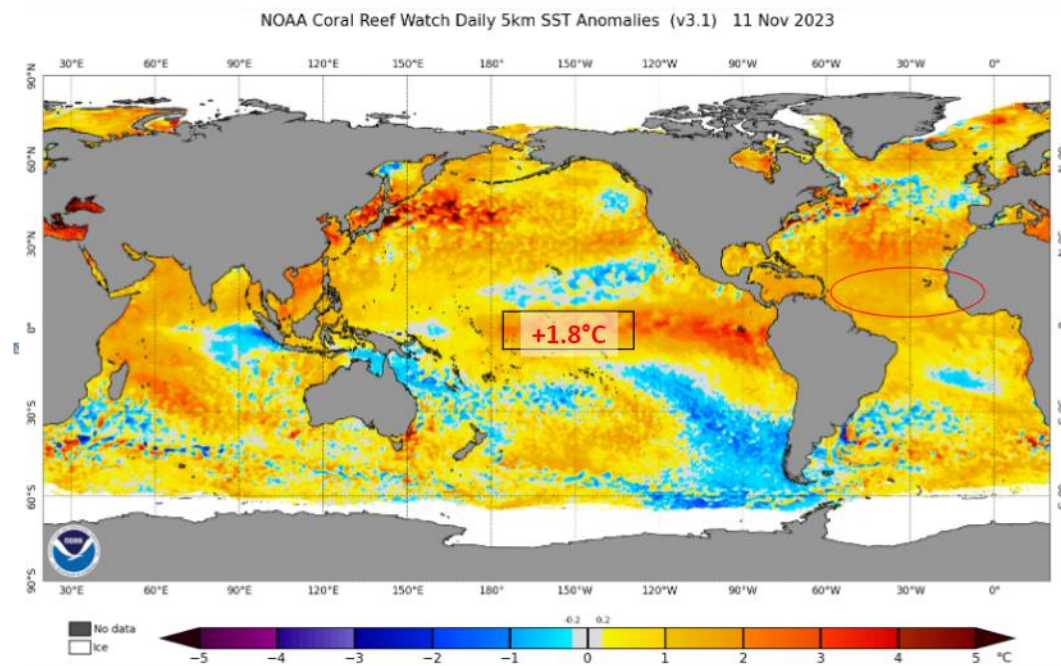 NOAA Coral Reef Watch Daily 5km SST Anomalies (v3.1) 11 Nov 2023
30°E 60°E 90°E 120°E 150°E 180° 150°W 120°W 90°W 60°W 30°W 0°
90°N
60°N
30°N
0°
+1.8°C
30°S
60°S
90°S
noaa
30°E 60°E 90°E 120°E 150°E 180° 150°W 120°W 90°W 60°W 30°W 0°
-0.2 0.2
No data
Ice
−5 −4 −3 −2 −1 0 1 2 3 4 5 °C